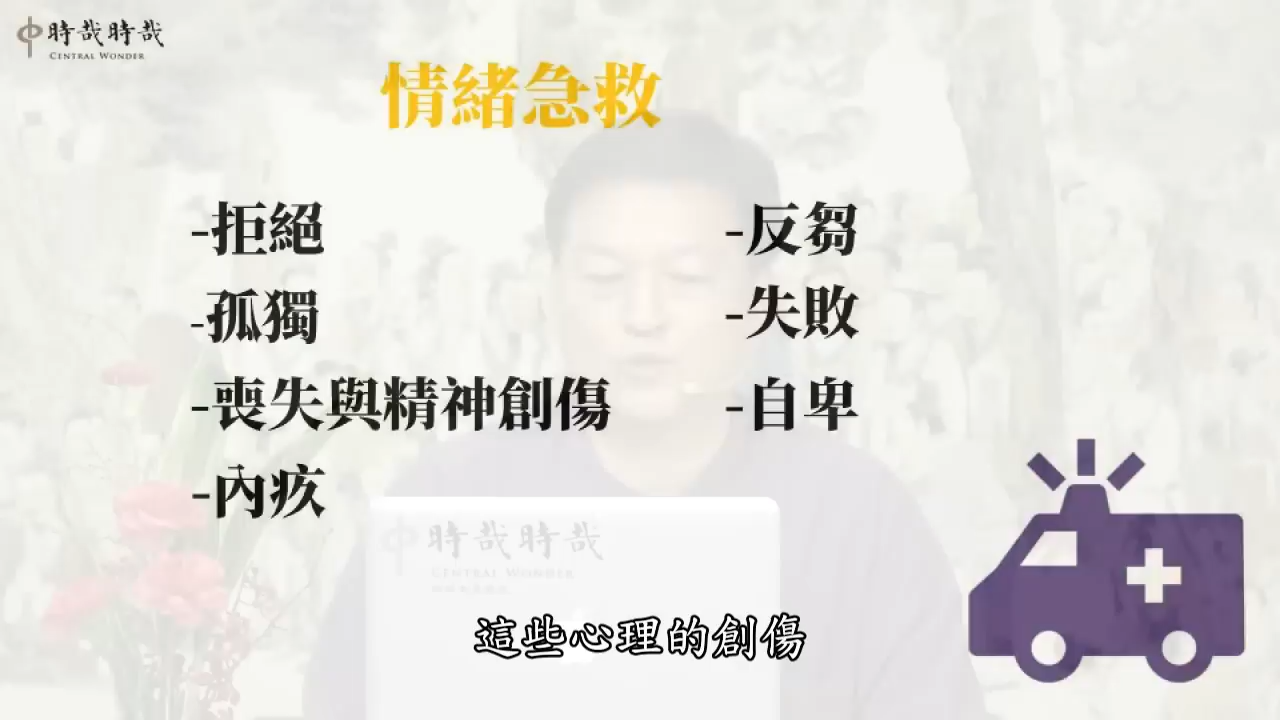 時哉時哉
CENTRAL WONDER
情緒急救
-拒絕
-孤獨
-喪失與精神創傷
-內疚
-反芻
-失敗
-自卑
時哉時哉
CENTRAL WONDER
這些心理的創傷